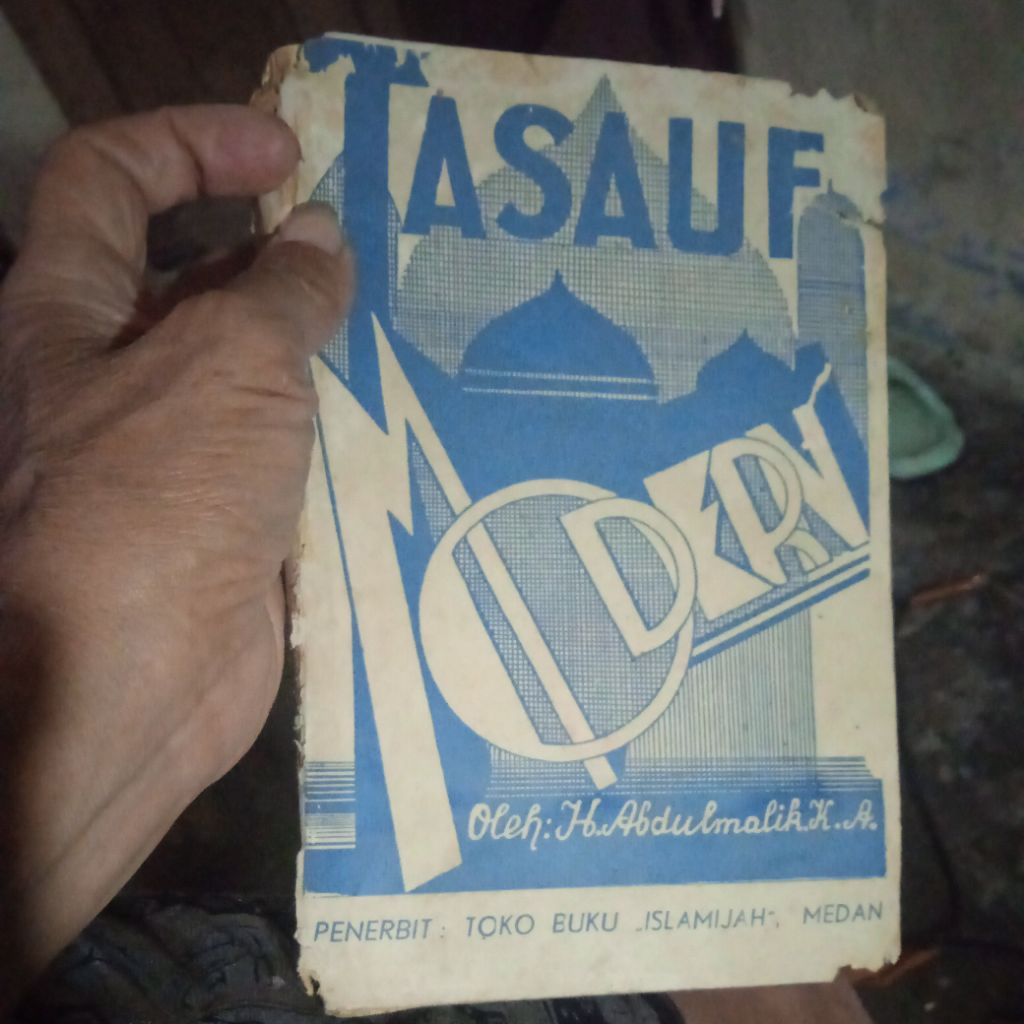 TASAUF
MODERN
Oleh: H. Abdulmalik K. A.
PENERBIT: TOKO BUKU „ISLAMIJAH", MEDAN